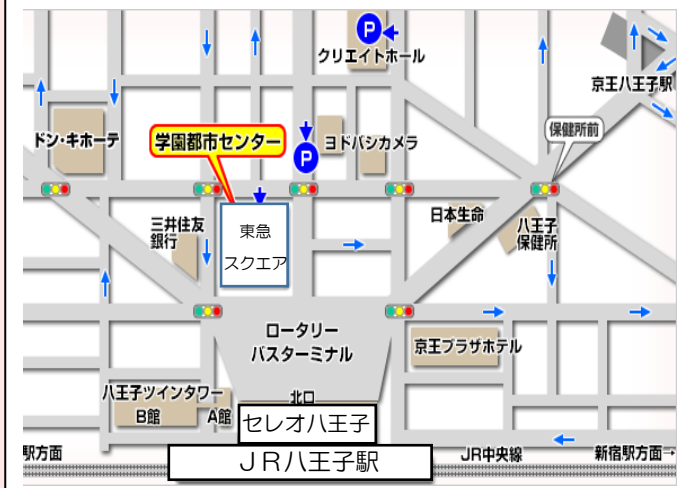 P
クリエイトホール
京王八王子駅
ドン・キホーテ
学園都市センター
P
ヨドバシカメラ
保健所前
三井住友
銀行
東急
スクエア
日本生命
八王子
保健所
ロータリー
バスターミナル
京王プラザホテル
八王子ツインタワー
B館
A館
北口
セレオ八王子
JR八王子駅
駅方面
JR中央線
新宿駅方面→